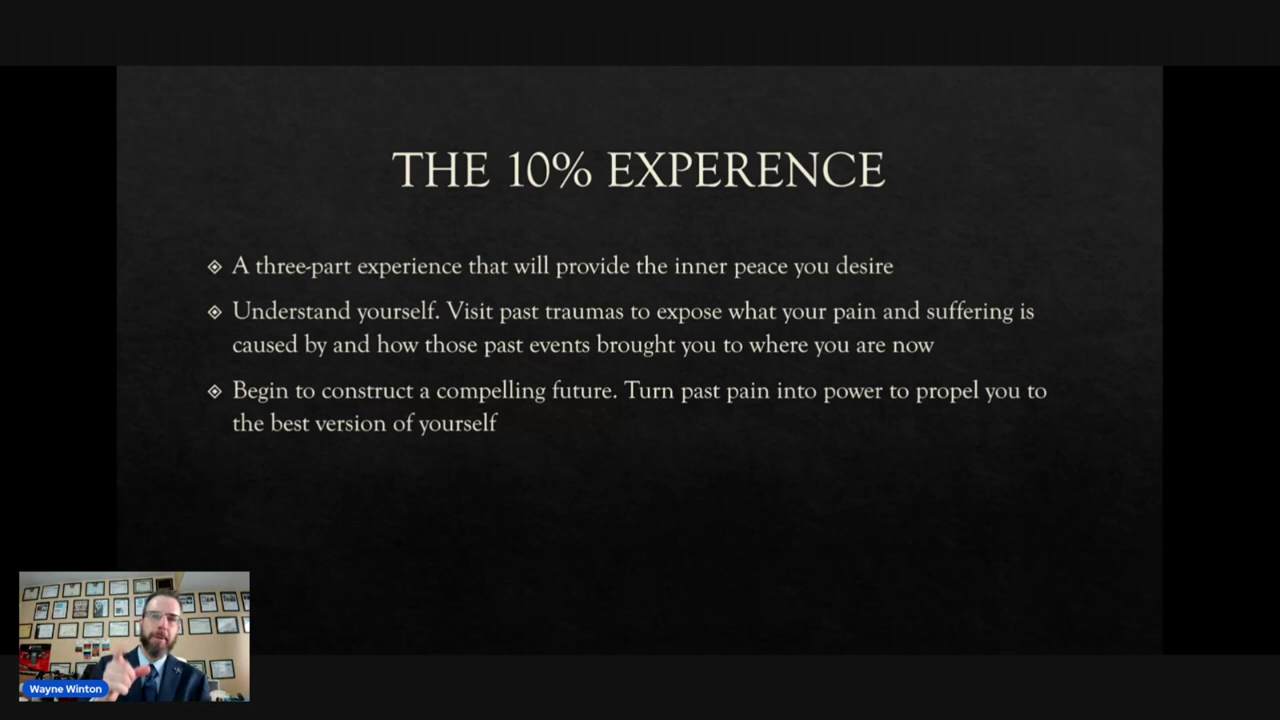 THE 10% EXPERENCE
A three-part experience that will provide the inner peace you desire
Understand yourself. Visit past traumas to expose what your pain and suffering is
caused by and how those past events brought you to where you are now
Begin to construct a compelling future. Turn past pain into power to propel you to
the best version of yourself
Wayne Winton